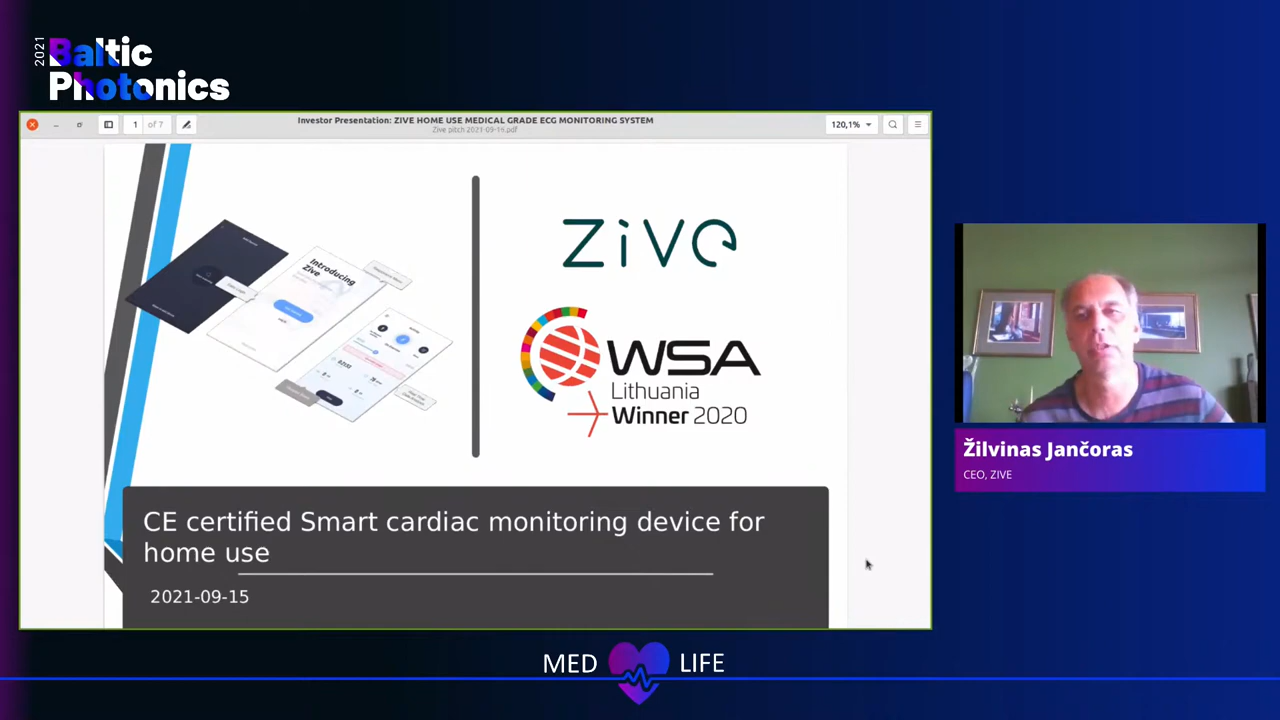 2021
Baltic
Photonics
1 of 7
Investor Presentation: ZIVE HOME USE MEDICAL GRADE ECG MONITORING SYSTEM
Zive pitch 2021-09-15.pdf
120,1%
Introducing
Zive
zive
WSA
Lithuania
Winner 2020
CE certified Smart cardiac monitoring device for
home use
2021-09-15
Žilvinas Jančoras
CEO, ZIVE
MED LIFE